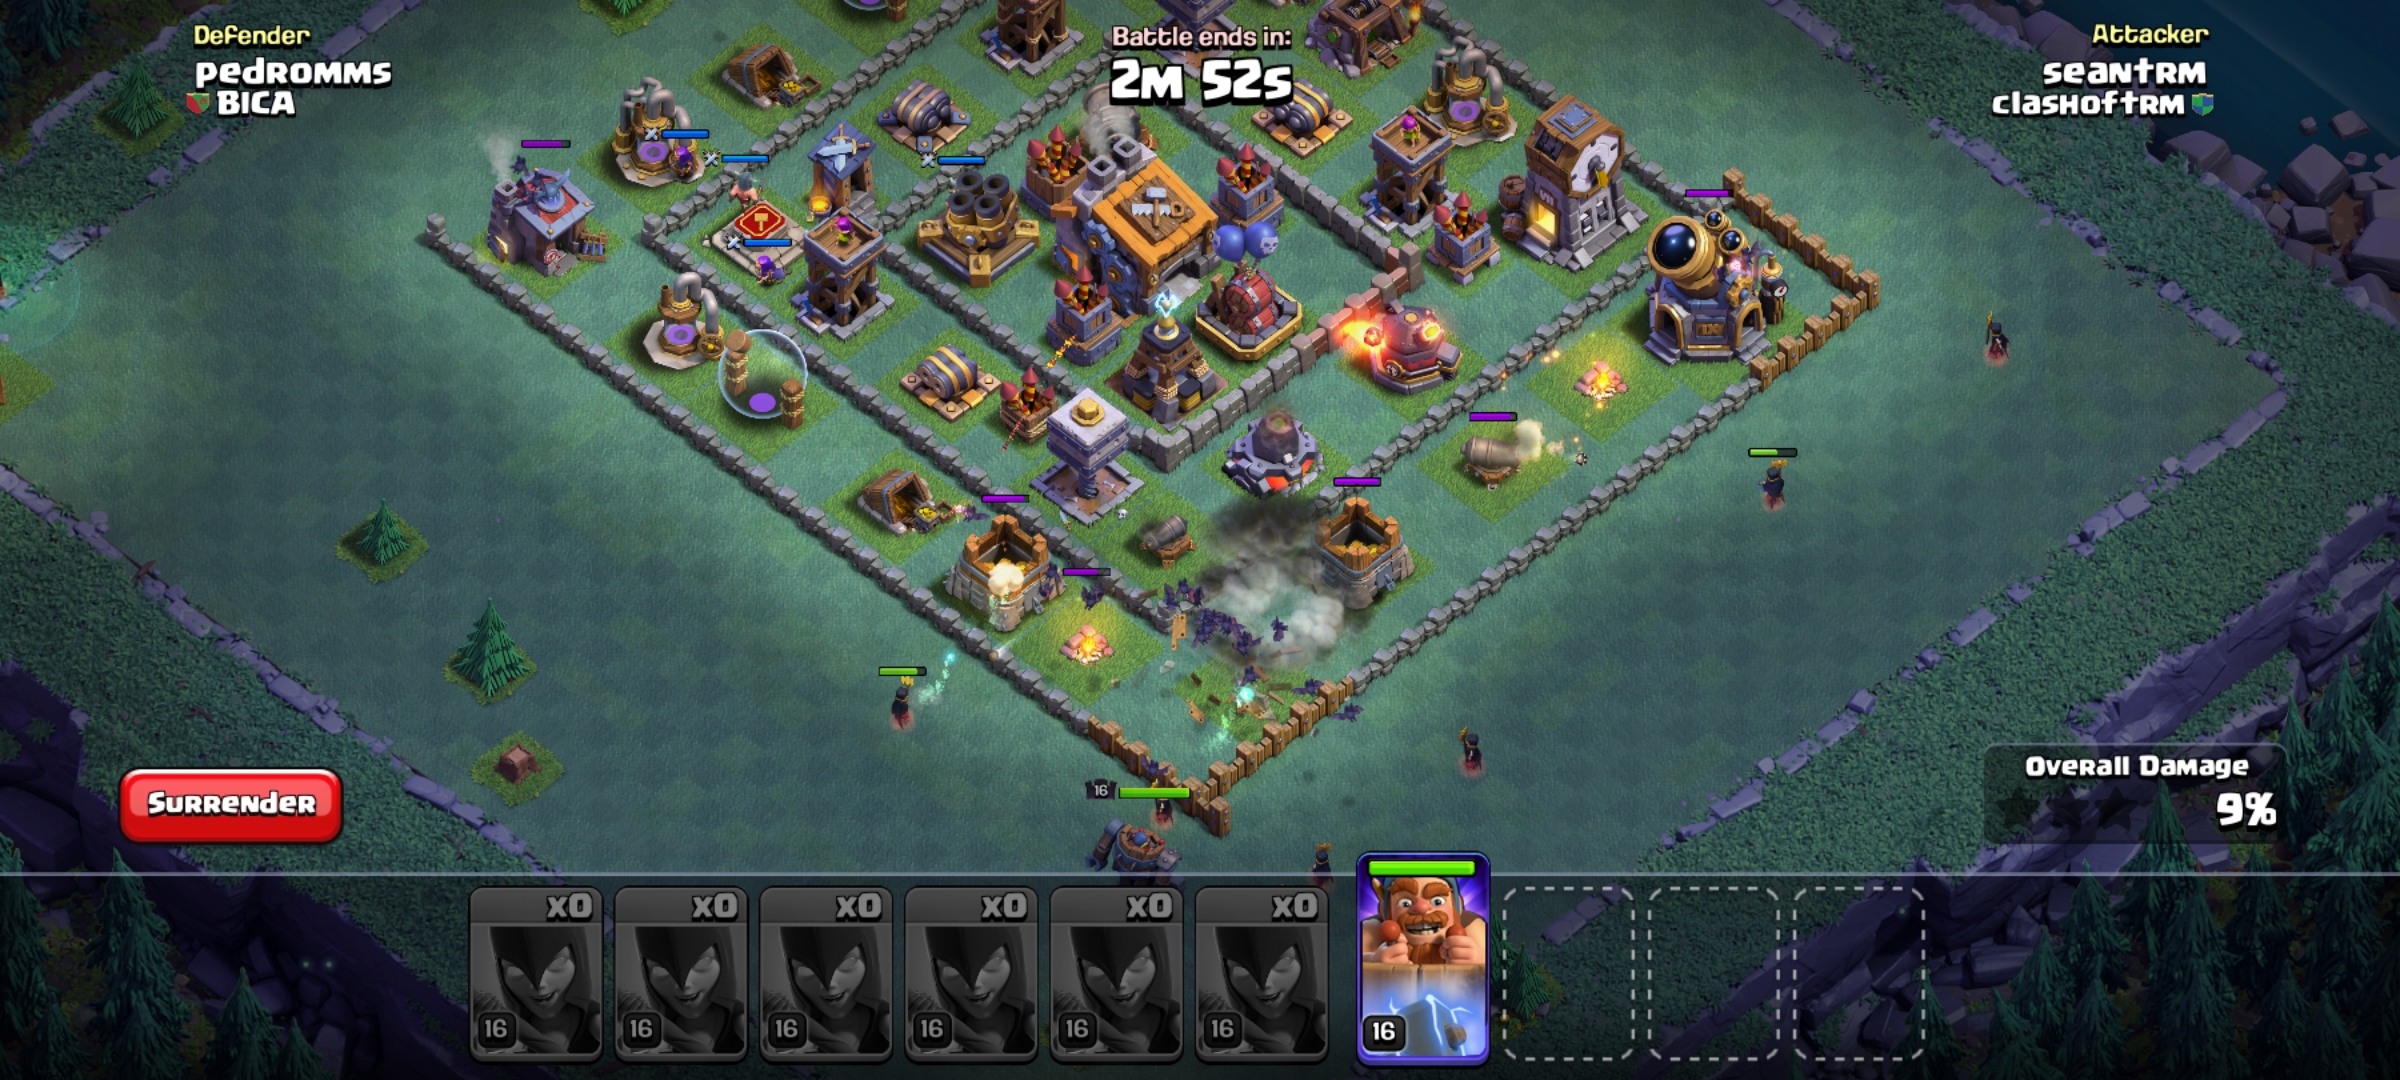 Defender
pedromms
BICA
Battle ends in:
2M 52s
Attacker
seantrm
clashoftrm
16
Surrender
Overall Damage
9%
x0
x0
x0
x0
x0
x0
16
16
16
16
16
16
16